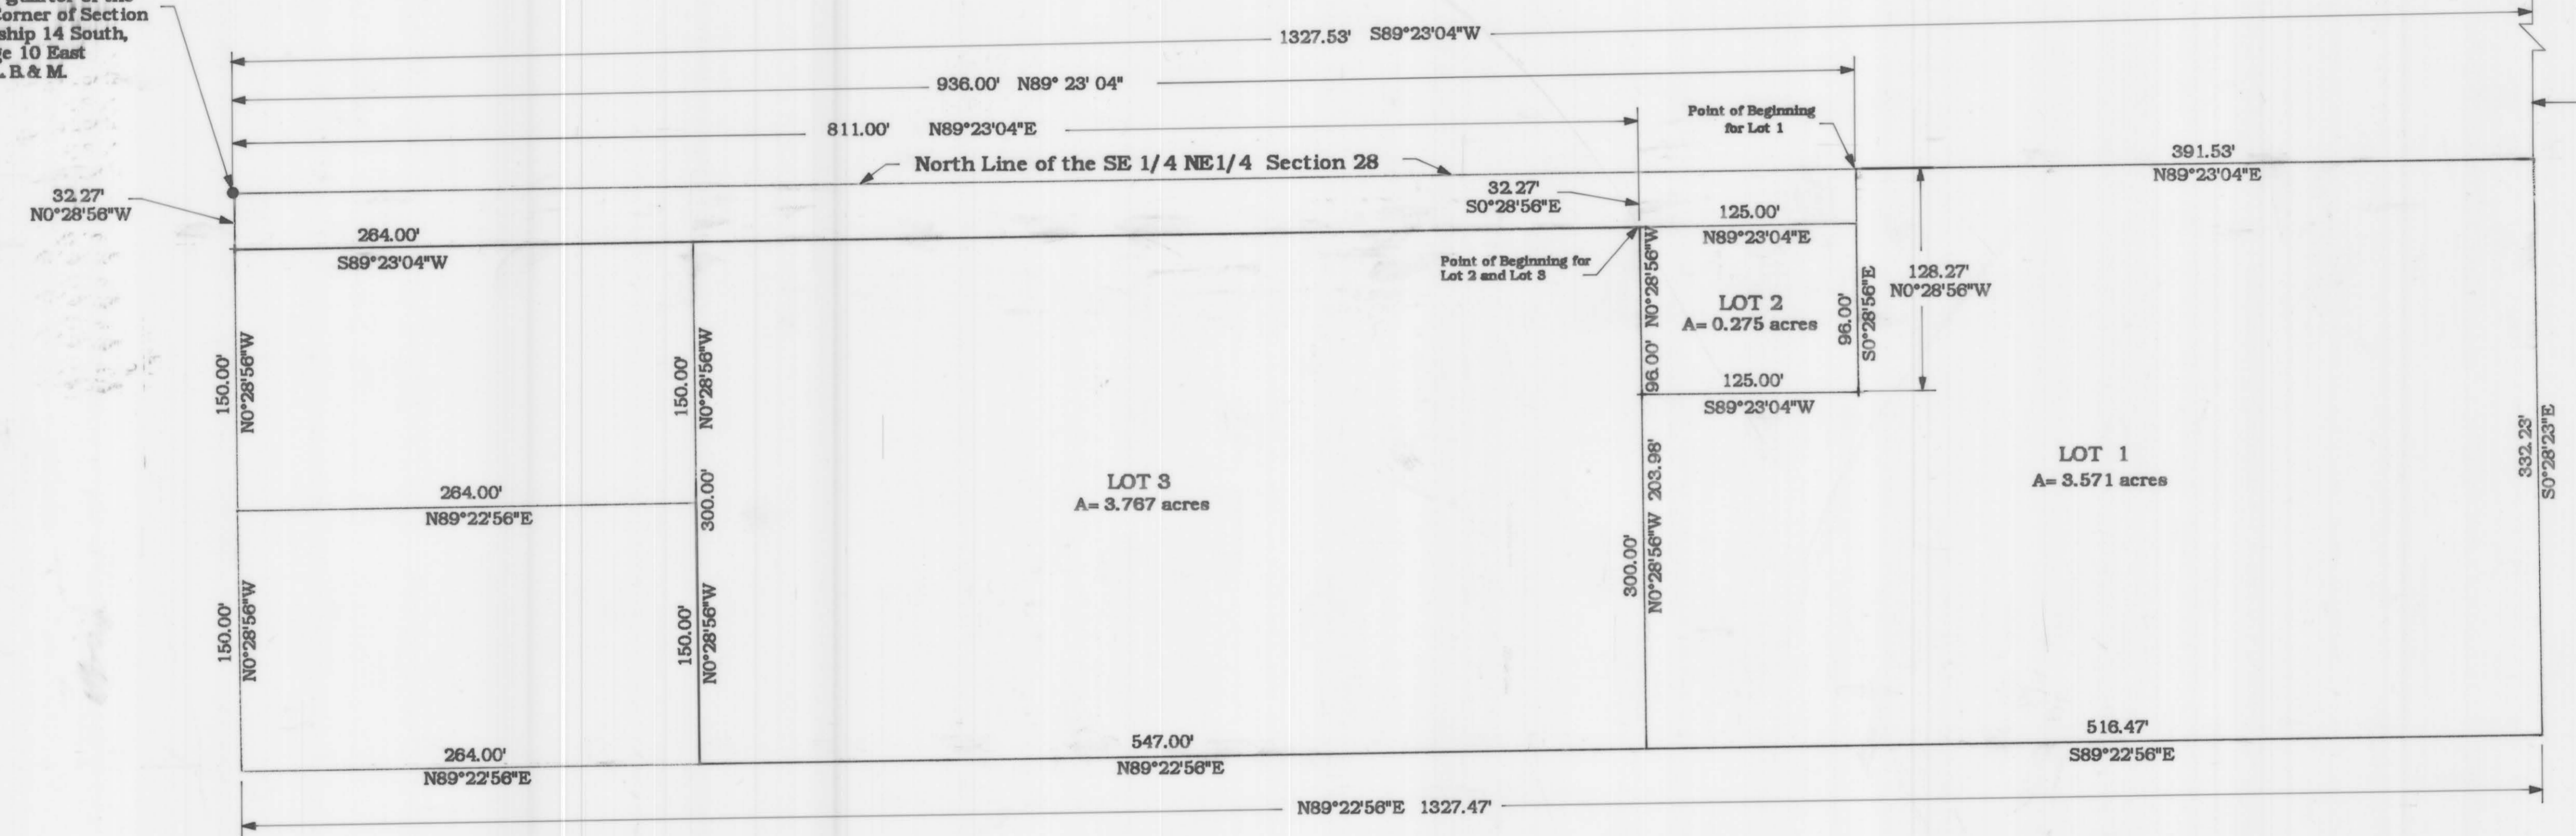 Corner of Section
ship 14 South,
ge 10 East
. B. & M.
1327.53' S89°23'04"W
936.00' N89° 23' 04"
811.00' N89°23'04"E
Point of Beginning
for Lot 1
North Line of the SE 1/4 NE1/4 Section 28
391.53'
N89°23'04"E
32.27'
N0°28'56"W
32.27'
S0°28'56"E
264.00'
S89°23'04"W
125.00'
N89°23'04"E
Point of Beginning for
Lot 2 and Lot 3
128.27'
N0°28'56"W
LOT 2
A= 0.275 acres
96.00' N0°28'56"W
96.00'
S0°28'56"E
125.00'
S89°23'04"W
150.00'
N0°28'56"W
150.00'
N0°28'56"W
300.00'
264.00'
N89°22'56"E
LOT 3
A= 3.767 acres
N0°28'56"W 203.98'
300.00'
LOT 1
A= 3.571 acres
332.23'
S0°28'23"E
150.00'
N0°28'56"W
150.00'
N0°28'56"W
264.00'
N89°22'56"E
547.00'
N89°22'56"E
516.47'
S89°22'56"E
N89°22'56"E 1327.47'